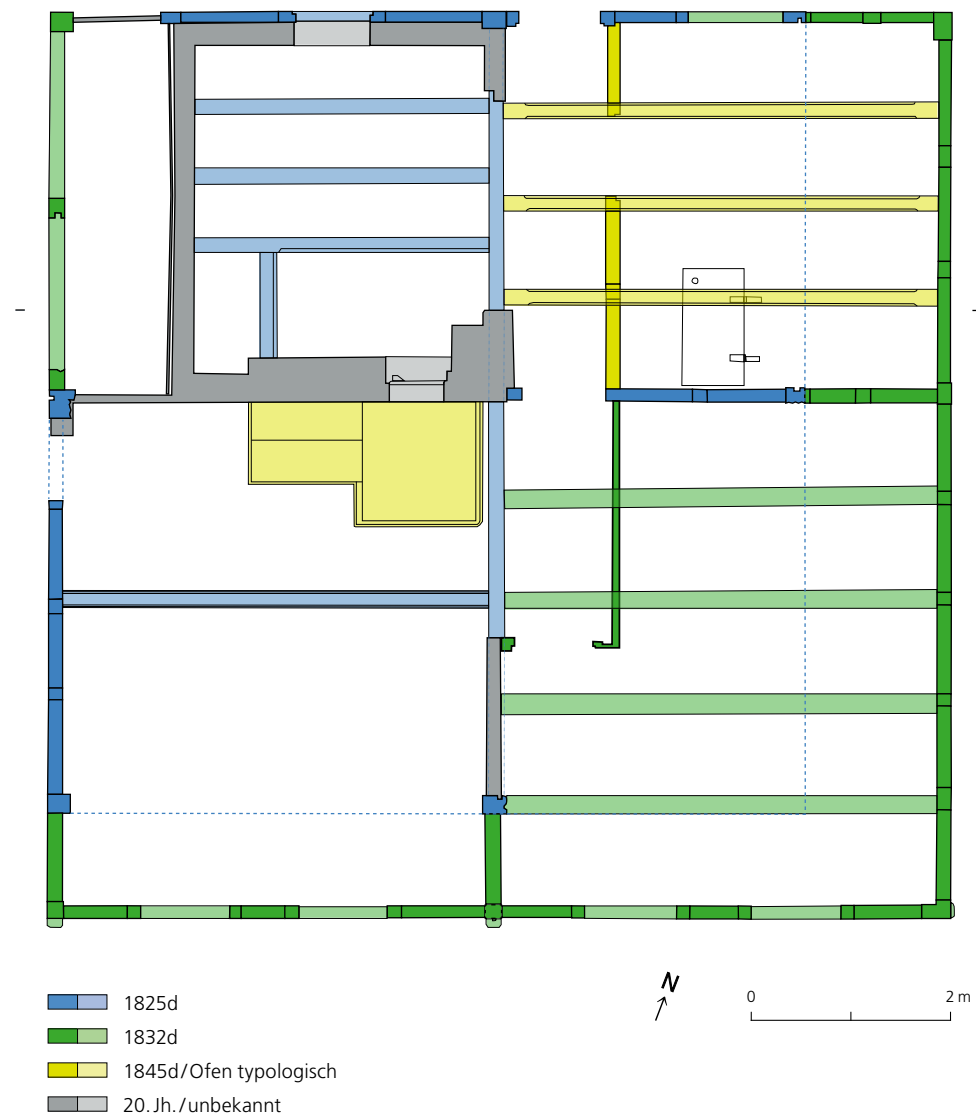 1825d
1832d
1845d/Ofen typologisch
20. Jh./unbekannt
N
0 2 m